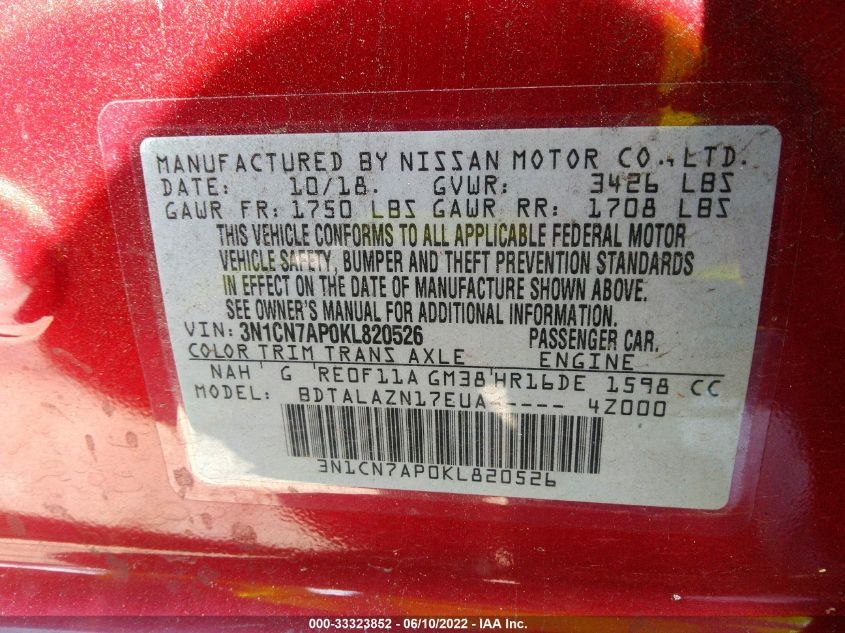 MANUFACTURED BY NISSAN MOTOR CO., LTD.
DATE: 10/18. GVWR: 3426 LBS
GAWR FR: 1750 LBS GAWR RR: 1708 LBS
THIS VEHICLE CONFORMS TO ALL APPLICABLE FEDERAL MOTOR
VEHICLE SAFETY, BUMPER AND THEFT PREVENTION STANDARDS
IN EFFECT ON THE DATE OF MANUFACTURE SHOWN ABOVE.
SEE OWNER'S MANUAL FOR ADDITIONAL INFORMATION.
VIN: 3N1CN7AP0KL820526 PASSENGER CAR.
COLOR TRIM TRANS AXLE ENGINE
NAH G RE0F11A GM38 HR16DE 1598 CC
MODEL: BDTALAZN17EUA----- 4Z000
3N1CN7AP0KL820526
000-33323852 - 06/10/2022 - IAA Inc.